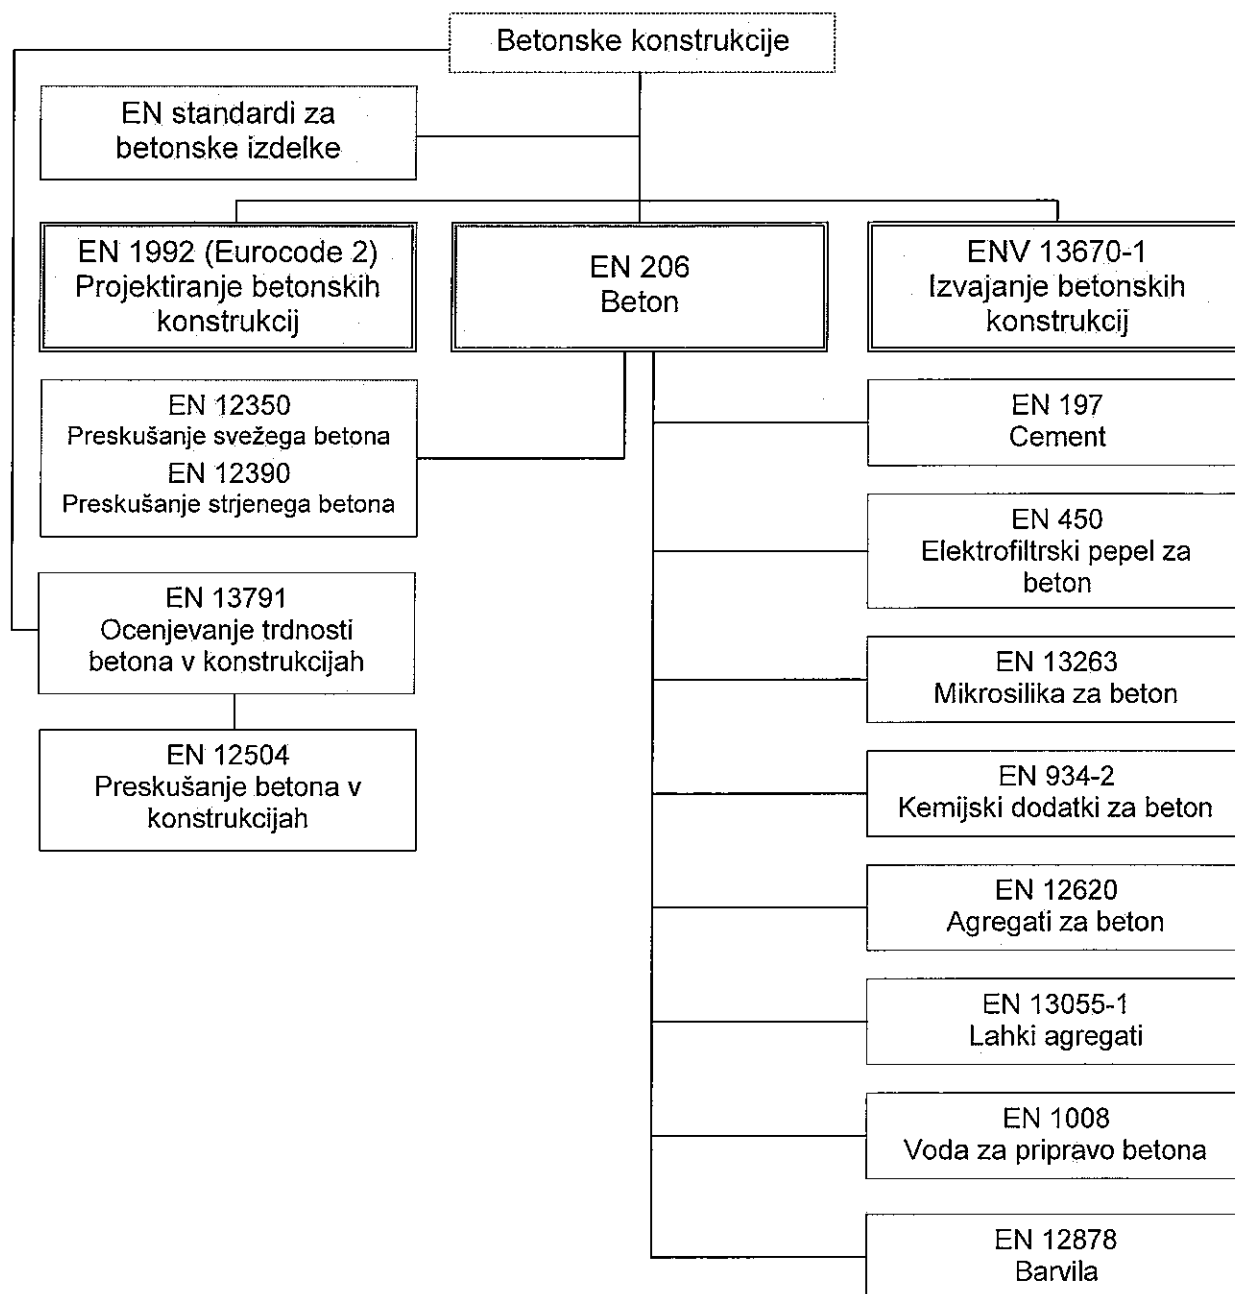 Betonske konstrukcije
EN standardi za
betonske izdelke
EN 1992 (Eurocode 2)
Projektiranje betonskih
konstrukcij
EN 206
Beton
ENV 13670-1
Izvajanje betonskih
konstrukcij
EN 12350
Preskušanje svežega betona
EN 12390
Preskušanje strjenega betona
EN 13791
Ocenjevanje trdnosti
betona v konstrukcijah
EN 12504
Preskušanje betona v
konstrukcijah
EN 197
Cement
EN 450
Elektrofiltrski pepel za
beton
EN 13263
Mikrosilika za beton
EN 934-2
Kemijski dodatki za beton
EN 12620
Agregati za beton
EN 13055-1
Lahki agregati
EN 1008
Voda za pripravo betona
EN 12878
Barvila